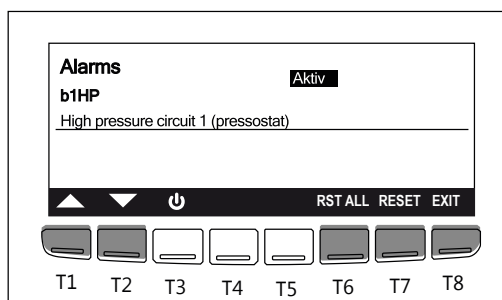 Alarms
Aktiv
b1HP
High pressure circuit 1 (pressostat)
RST ALL RESET EXIT
T1 T2 T3 T4 T5 T6 T7 T8